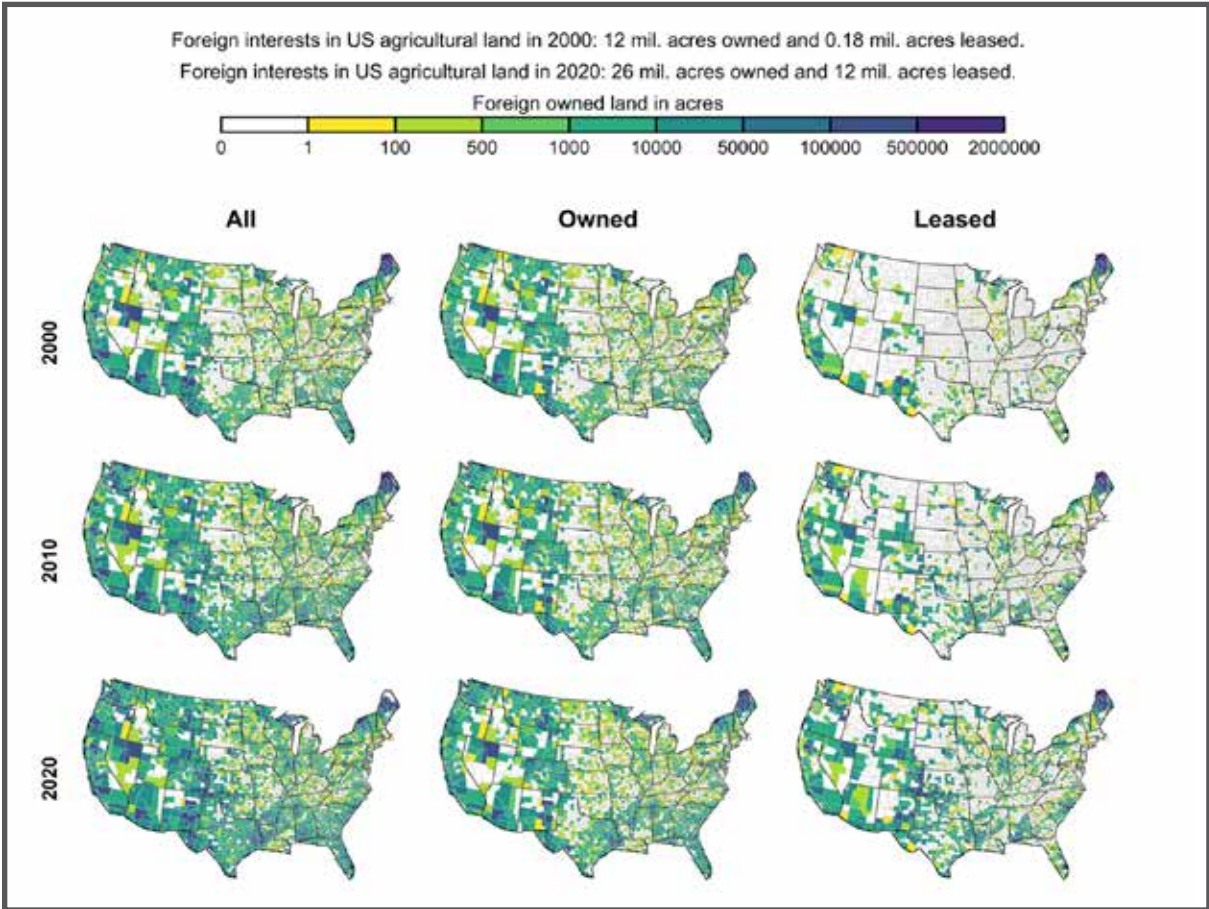 Foreign interests in US agricultural land in 2000: 12 mil. acres owned and 0.18 mil. acres leased.
Foreign interests in US agricultural land in 2020: 26 mil. acres owned and 12 mil. acres leased.
Foreign owned land in acres
0 1 100 500 1000 10000 50000 100000 500000 2000000
All Owned Leased
2000
2010
2020